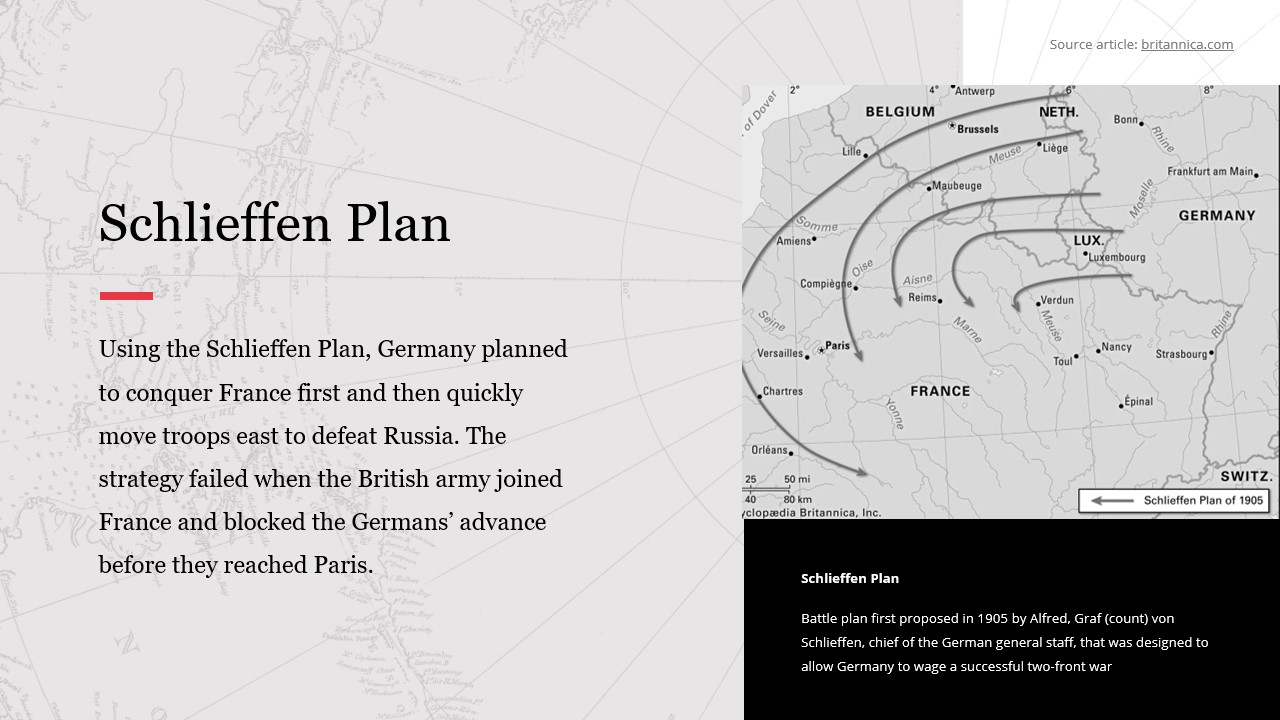 Source article: britannica.com
Schlieffen Plan
Using the Schlieffen Plan, Germany planned
to conquer France first and then quickly
move troops east to defeat Russia. The
strategy failed when the British army joined
France and blocked the Germans’ advance
before they reached Paris.
2° 4° Antwerp 6° 8°
of Dover
BELGIUM NETH.
Brussels
Bonn
Rhine
Lille
Meuse
Liège
Frankfurt am Main
Maubeuge
Moselle
GERMANY
Somme
Amiens
LUX.
Luxembourg
Oise
Compiègne
Aisne
Reims
Verdun
Seine
Marne
Meuse
Rhine
Paris
Versailles
Nancy
Toul
Strasbourg
Chartres
FRANCE
Yonne
Épinal
Orléans
SWITZ.
25 50 mi
40 80 km
Schlieffen Plan of 1905
yclopædia Britannica, Inc.
Schlieffen Plan
Battle plan first proposed in 1905 by Alfred, Graf (count) von
Schlieffen, chief of the German general staff, that was designed to
allow Germany to wage a successful two-front war